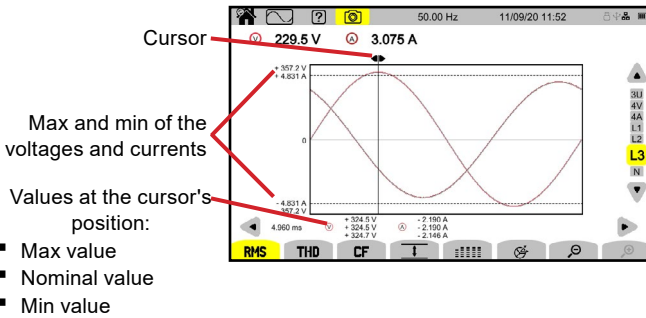 50.00 Hz 11/09/20 11:52
Cursor
V 229.5 V A 3.075 A
+ 357.2 V
+ 4.831 A
3U
4V
4A
L1
L2
L3
N
Max and min of the
voltages and currents
0
- 4.831 A
- 357.2 V
Values at the cursor's
position:
▪ Max value
▪ Nominal value
▪ Min value
4.960 ms
V
+ 324.5 V
+ 324.5 V
+ 324.7 V
A
- 2.190 A
- 2.190 A
- 2.146 A
RMS THD CF